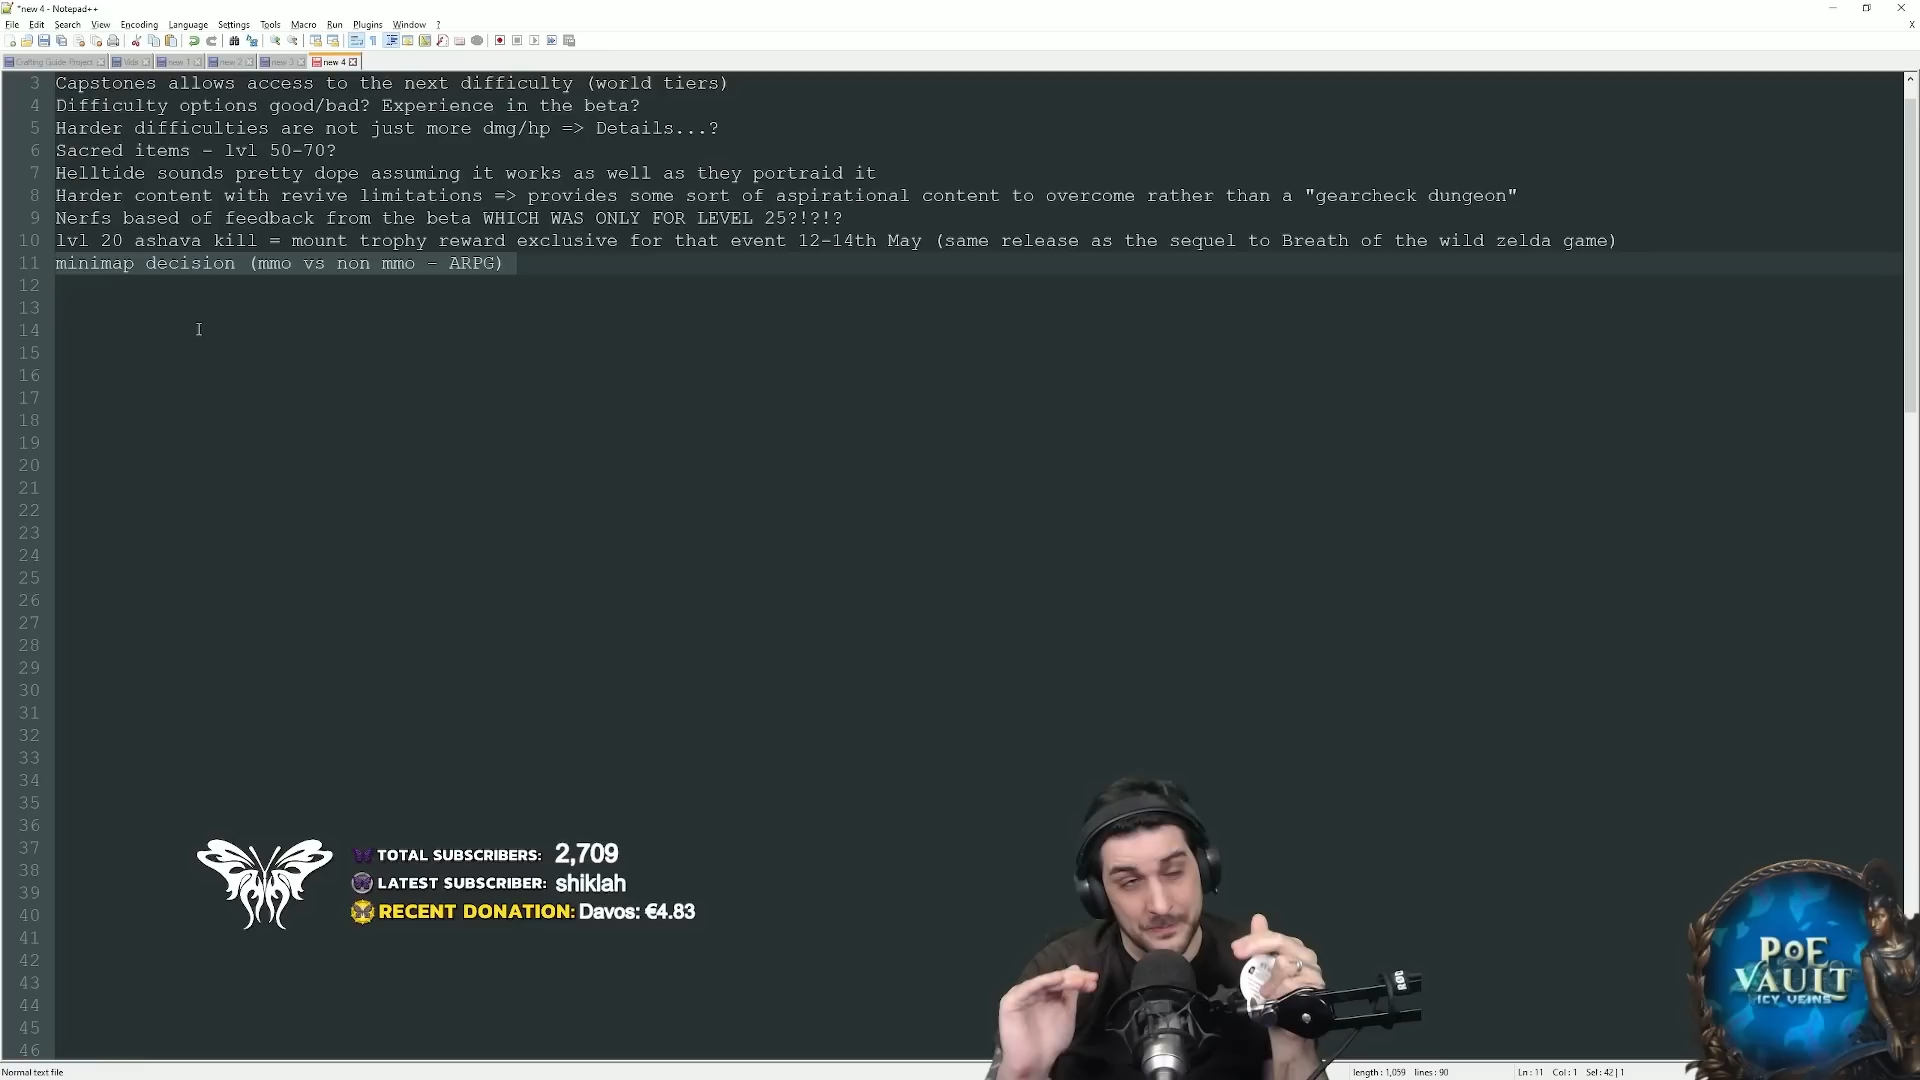 *new 4 - Notepad++
File Edit Search View Encoding Language Settings Tools Macro Run Plugins Window ?
Crafting Guide Project Vids new 1 new 2 new 3 new 4
3 Capstones allows access to the next difficulty (world tiers)
4 Difficulty options good/bad? Experience in the beta?
5 Harder difficulties are not just more dmg/hp => Details...?
6 Sacred items - lvl 50-70?
7 Helltide sounds pretty dope assuming it works as well as they portraid it
8 Harder content with revive limitations => provides some sort of aspirational content to overcome rather than a "gearcheck dungeon"
9 Nerfs based of feedback from the beta WHICH WAS ONLY FOR LEVEL 25?!?!?
10 lvl 20 ashava kill = mount trophy reward exclusive for that event 12-14th May (same release as the sequel to Breath of the wild zelda game)
11 minimap decision (mmo vs non mmo - ARPG)
12
13
14
15
16
17
18
19
20
21
22
23
24
25
26
27
28
29
30
31
32
33
34
35
36
37
38
39
40
41
42
43
44
45
46
TOTAL SUBSCRIBERS: 2,709
LATEST SUBSCRIBER: shiklah
RECENT DONATION: Davos: €4.83
POE
VAULT
ICY VEINS
Normal text file length : 1,059 lines : 90 Ln : 11 Col : 1 Sel : 42 | 1